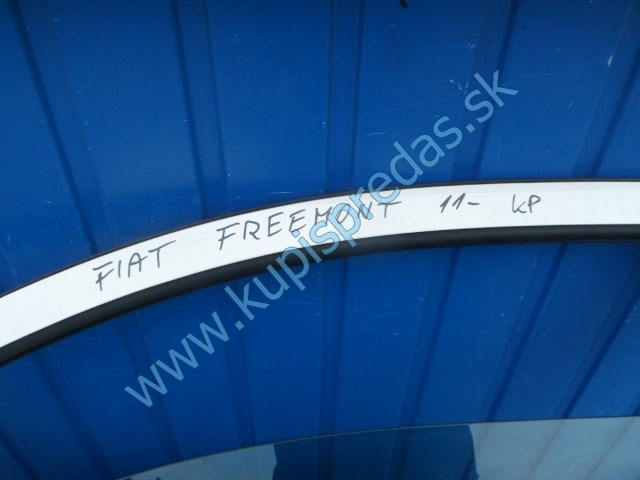 FIAT FREEMONT 11- KP
www.kupispredas.sk